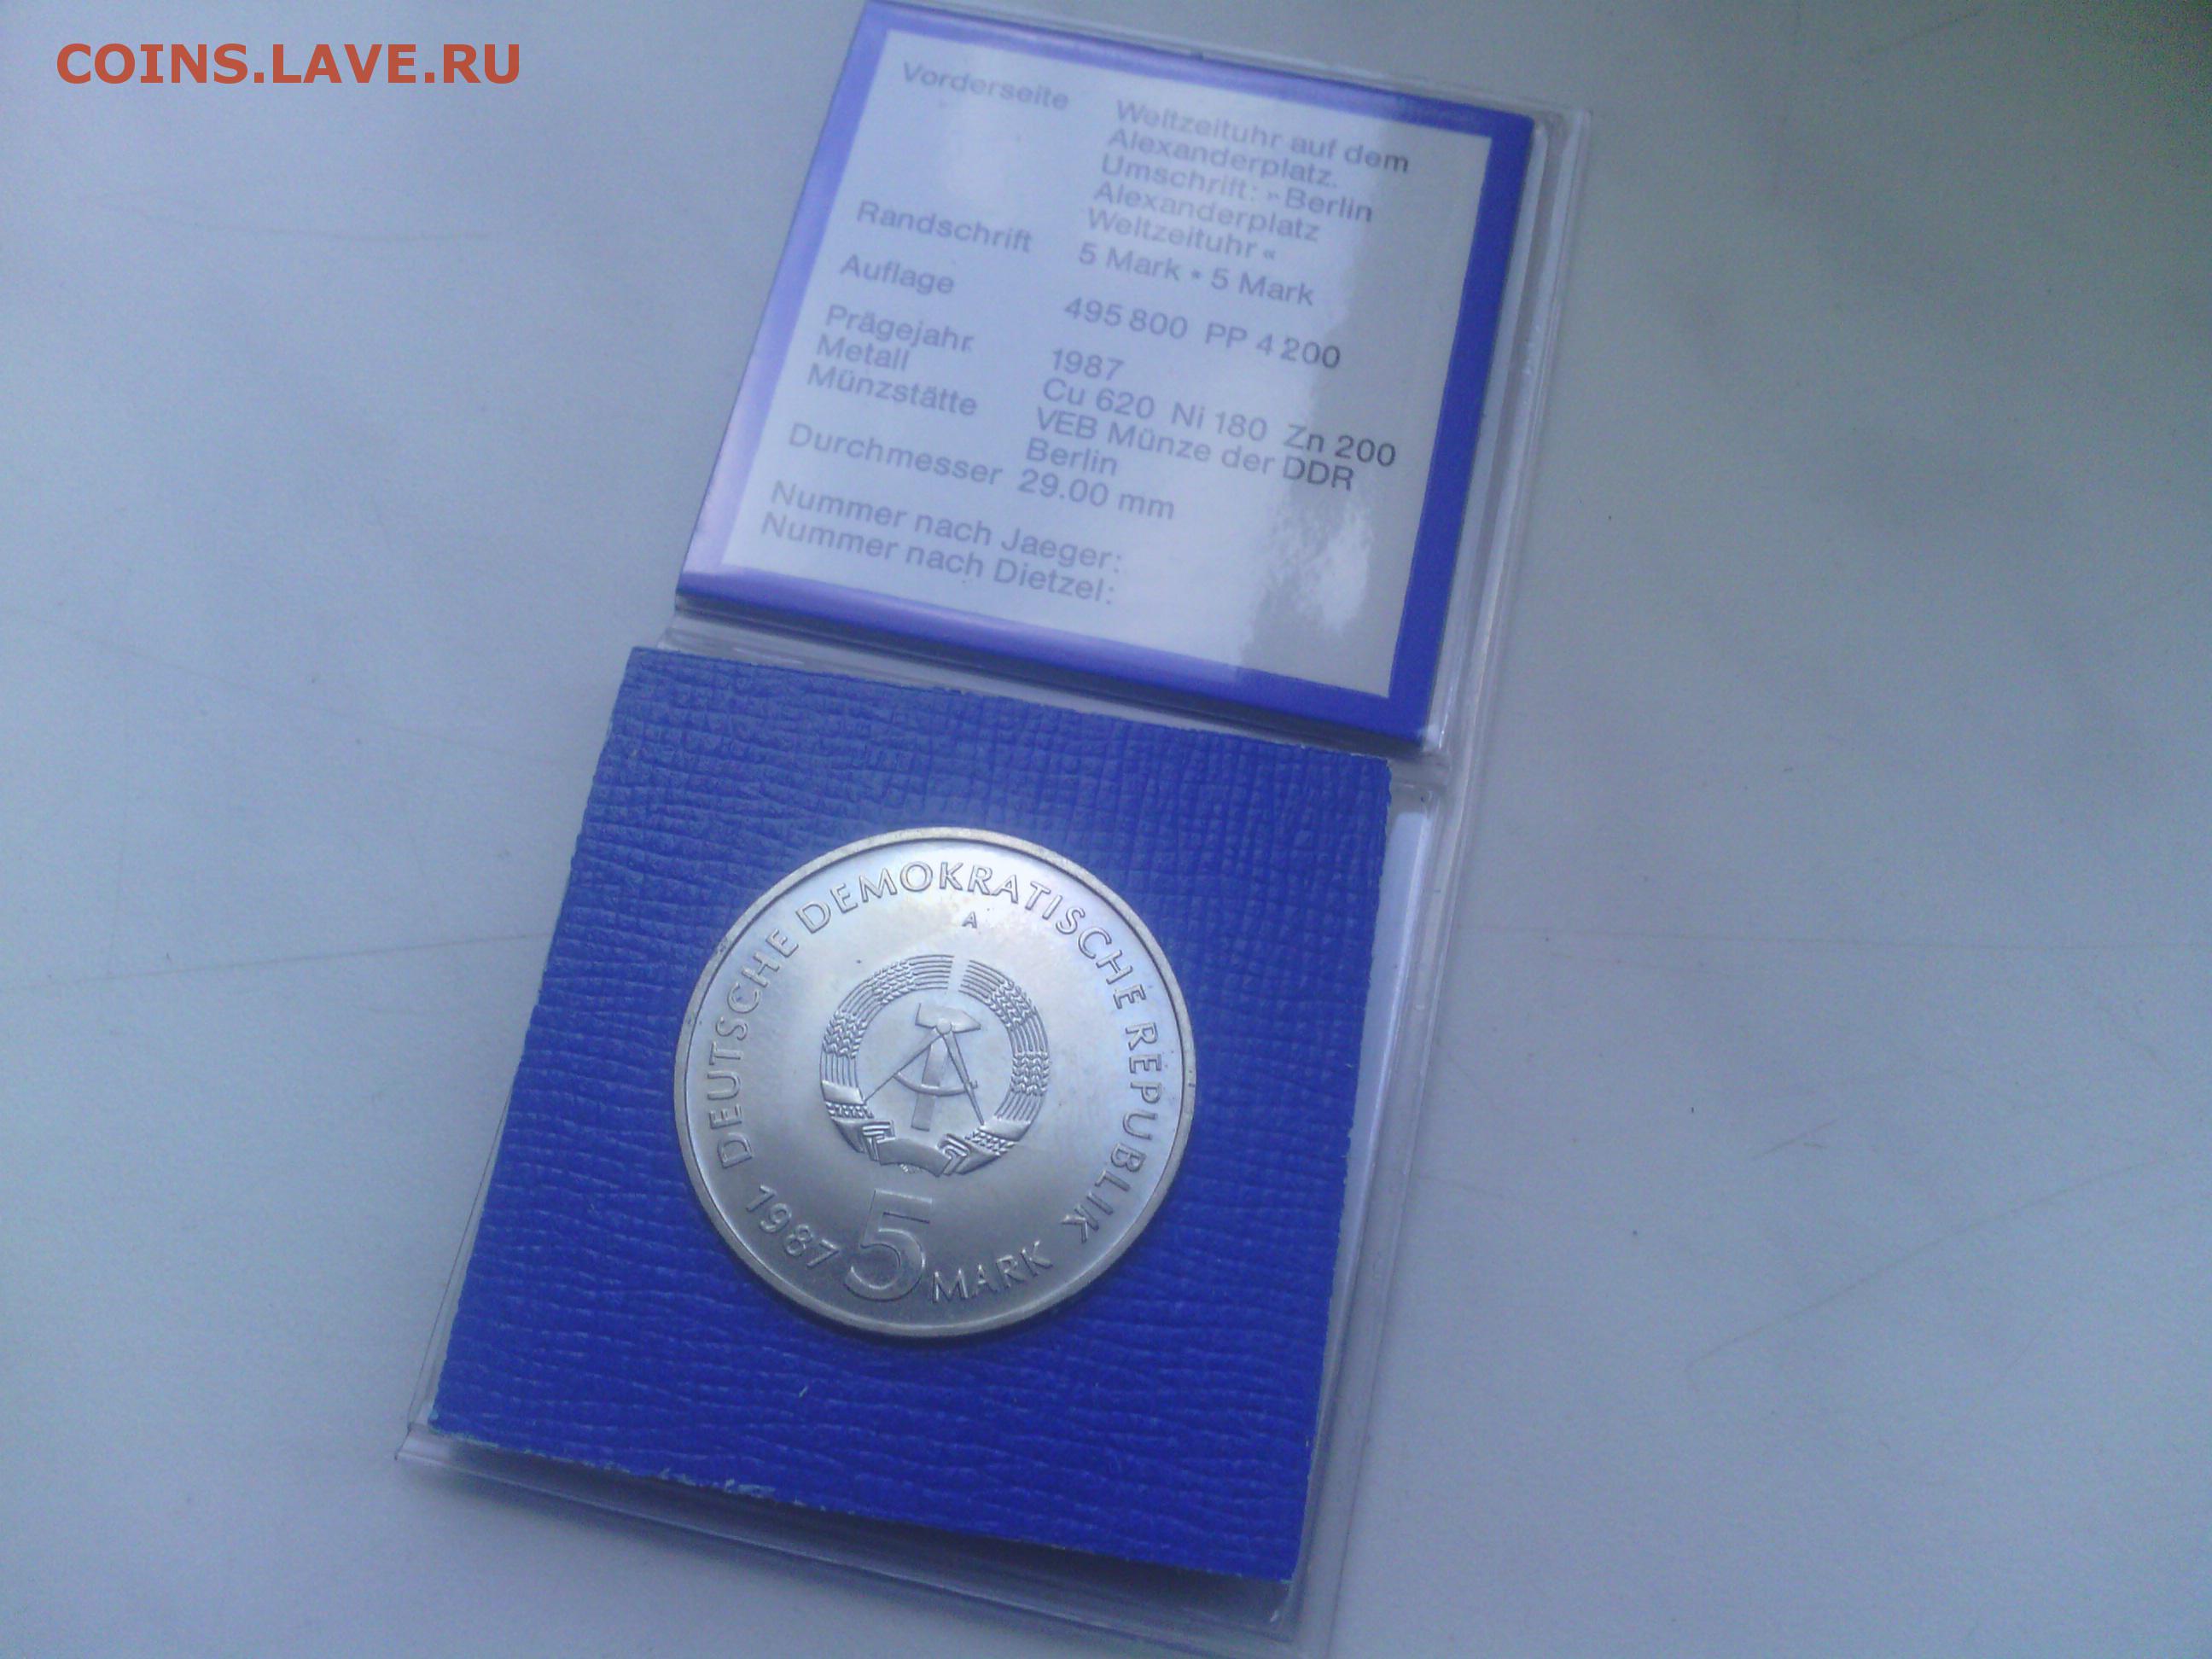 COINS.LAVE.RU
Vorderseite Weltzeituhr auf dem
Alexanderplatz.
Umschrift: »Berlin
Alexanderplatz
Weltzeituhr«
Randschrift 5 Mark • 5 Mark
Auflage 495 800 PP 4 200
Prägejahr 1987
Metall Cu 620 Ni 180 Zn 200
Münzstätte VEB Münze der DDR
Berlin
Durchmesser 29.00 mm
Nummer nach Jaeger:
Nummer nach Dietzel:
DEUTSCHE DEMOKRATISCHE REPUBLIK
A
1987 5 MARK